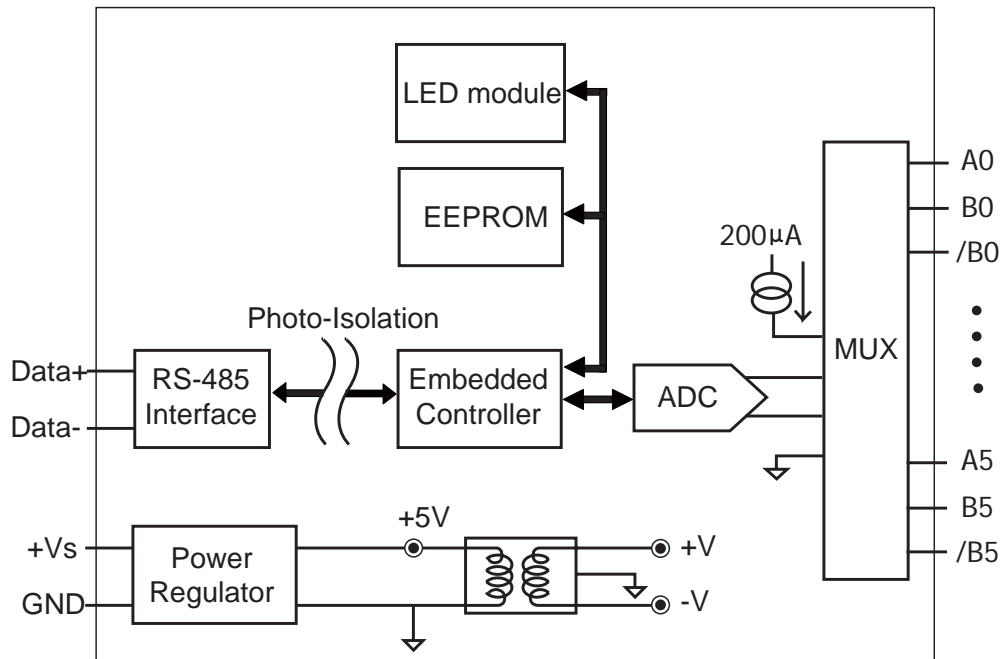 LED module
EEPROM
A0
B0
/B0
200µA
Photo-Isolation
MUX
Data+
Data-
RS-485
Interface
Embedded
Controller
ADC
A5
B5
/B5
+5V
+Vs
GND
Power
Regulator
+V
-V